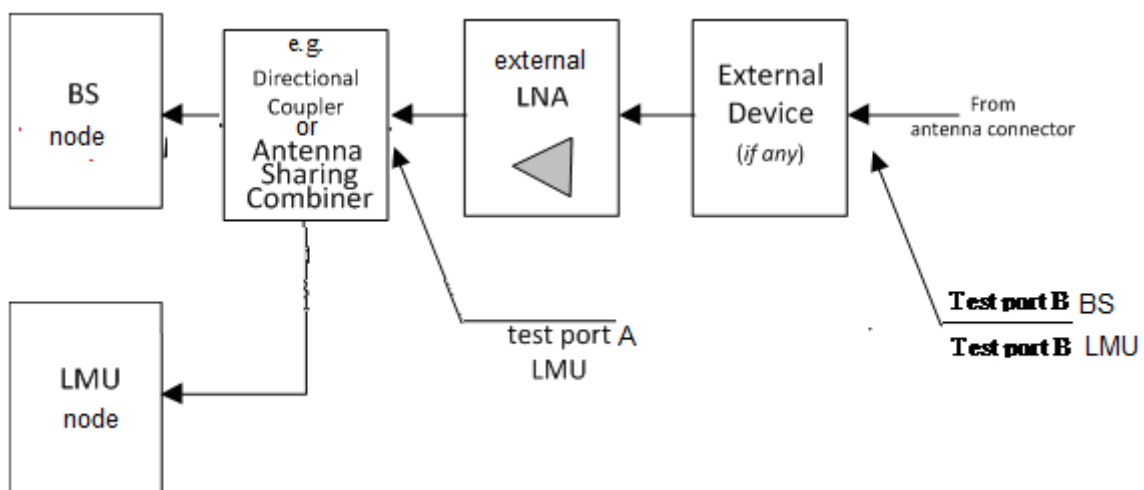 BS
node
e.g.
Directional
Coupler
or
Antenna
Sharing
Combiner
external
LNA
External
Device
(if any)
From
antenna connector
test port A
LMU
Test port B BS
Test port B LMU
LMU
node